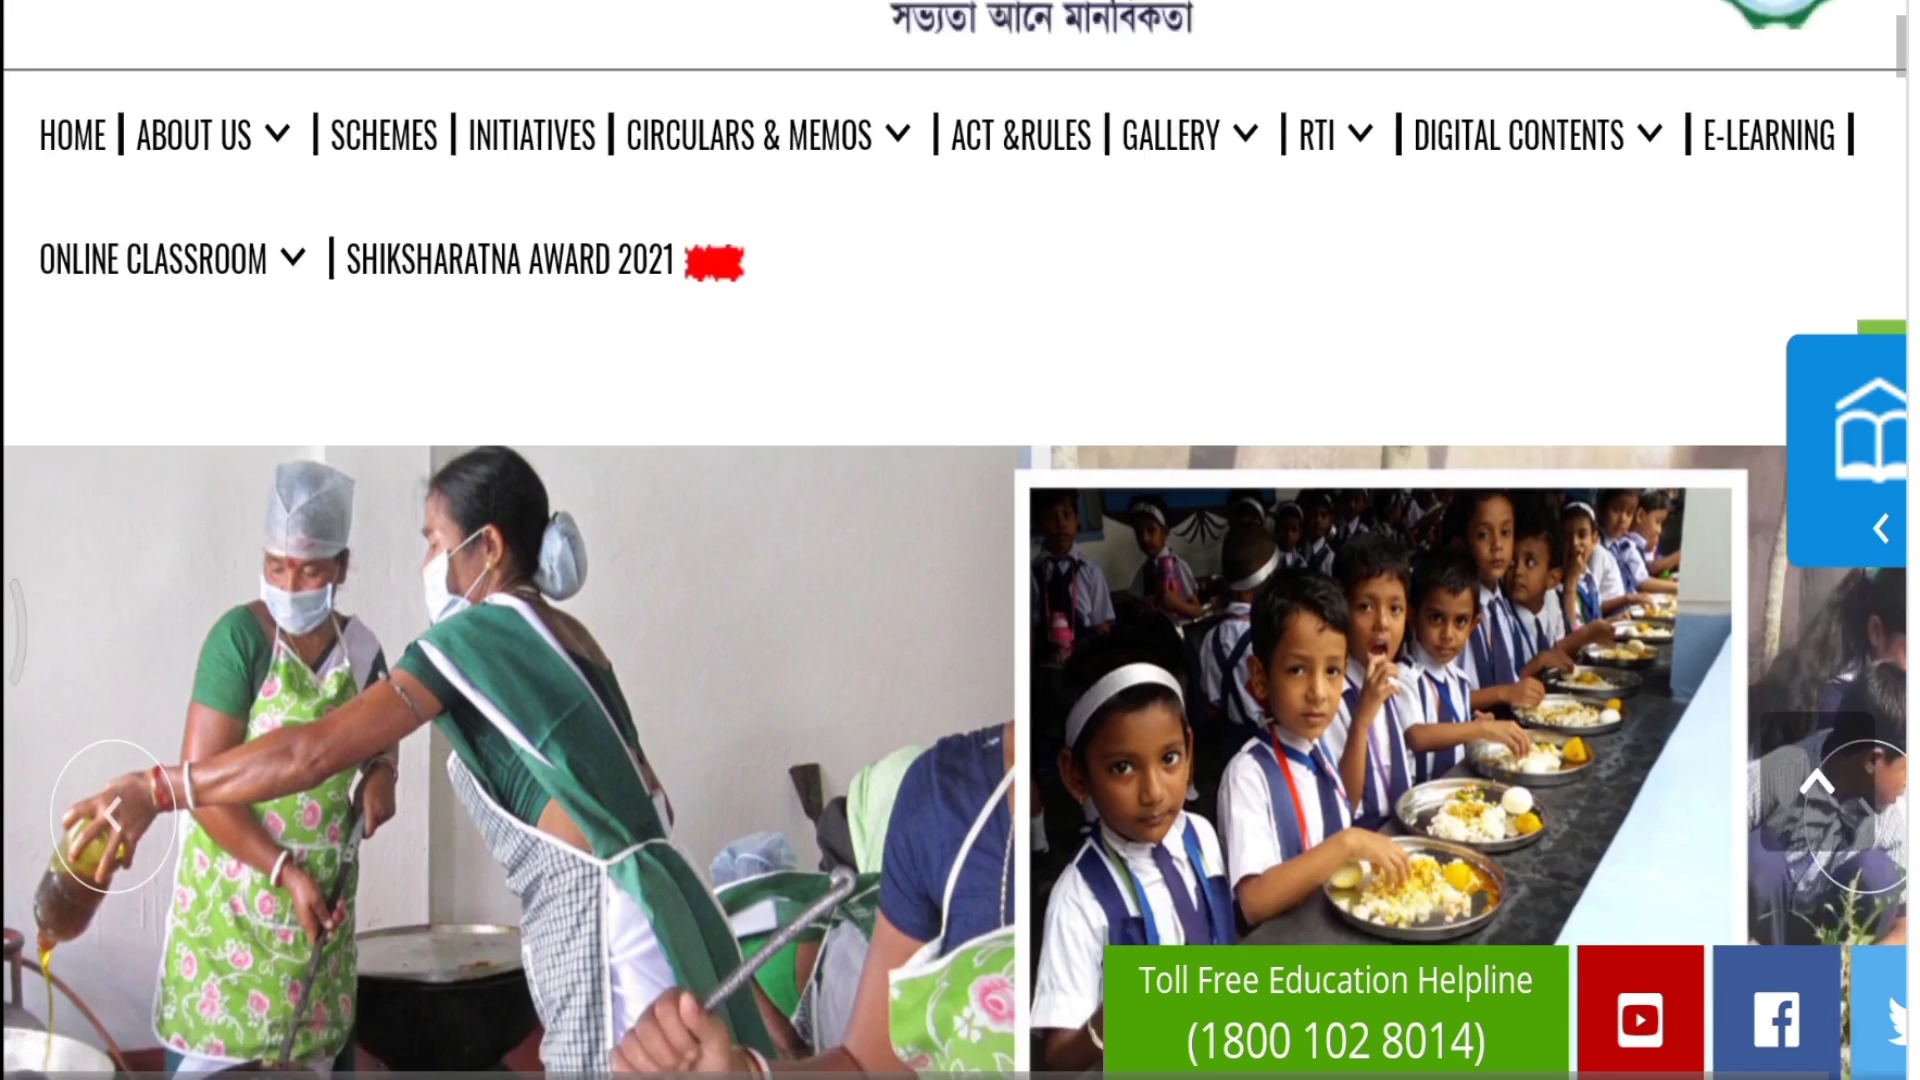 সভ্যতা আনে মানবিকতা
HOME | ABOUT US | SCHEMES | INITIATIVES | CIRCULARS & MEMOS | ACT &RULES | GALLERY | RTI | DIGITAL CONTENTS | E-LEARNING |
ONLINE CLASSROOM | SHIKSHARATNA AWARD 2021
Toll Free Education Helpline
(1800 102 8014)